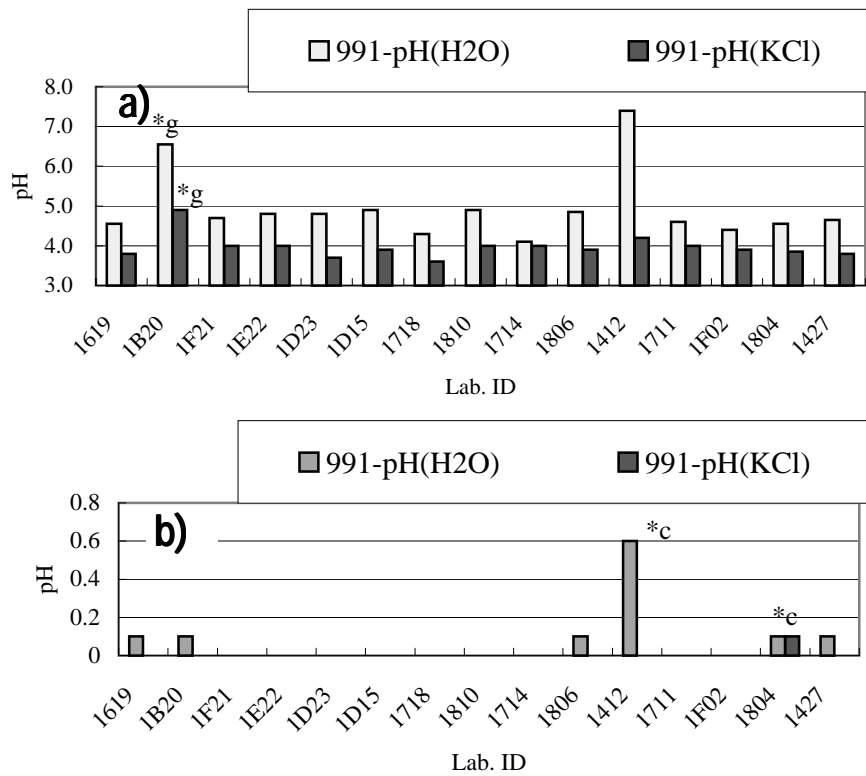 991-pH(H2O) 991-pH(KCl)
a)
8.0
7.0
6.0
5.0
4.0
3.0
pH
*g
*g
1619 1B20 1F21 1E22 1D23 1D15 1718 1810 1714 1806 1412 1711 1F02 1804 1427
Lab. ID
991-pH(H2O) 991-pH(KCl)
b)
0.8
0.6
0.4
0.2
0
pH
*c
*c
1619 1B20 1F21 1E22 1D23 1D15 1718 1810 1714 1806 1412 1711 1F02 1804 1427
Lab. ID